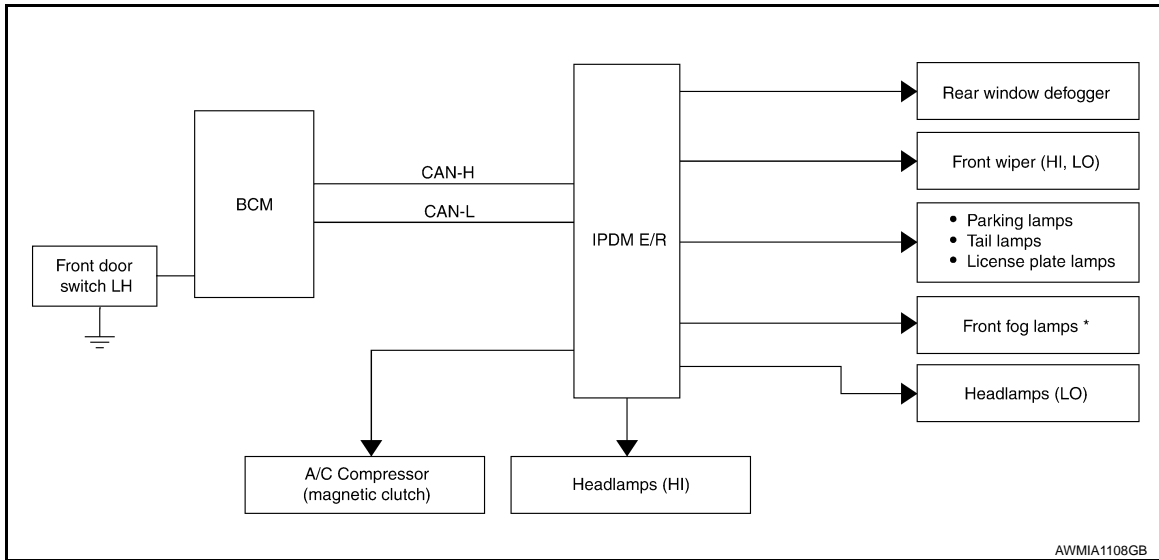 Front door
switch LH
BCM
CAN-H
CAN-L
IPDM E/R
Rear window defogger
Front wiper (HI, LO)
• Parking lamps
• Tail lamps
• License plate lamps
Front fog lamps *
Headlamps (LO)
A/C Compressor
(magnetic clutch)
Headlamps (HI)
AWMIA1108GB